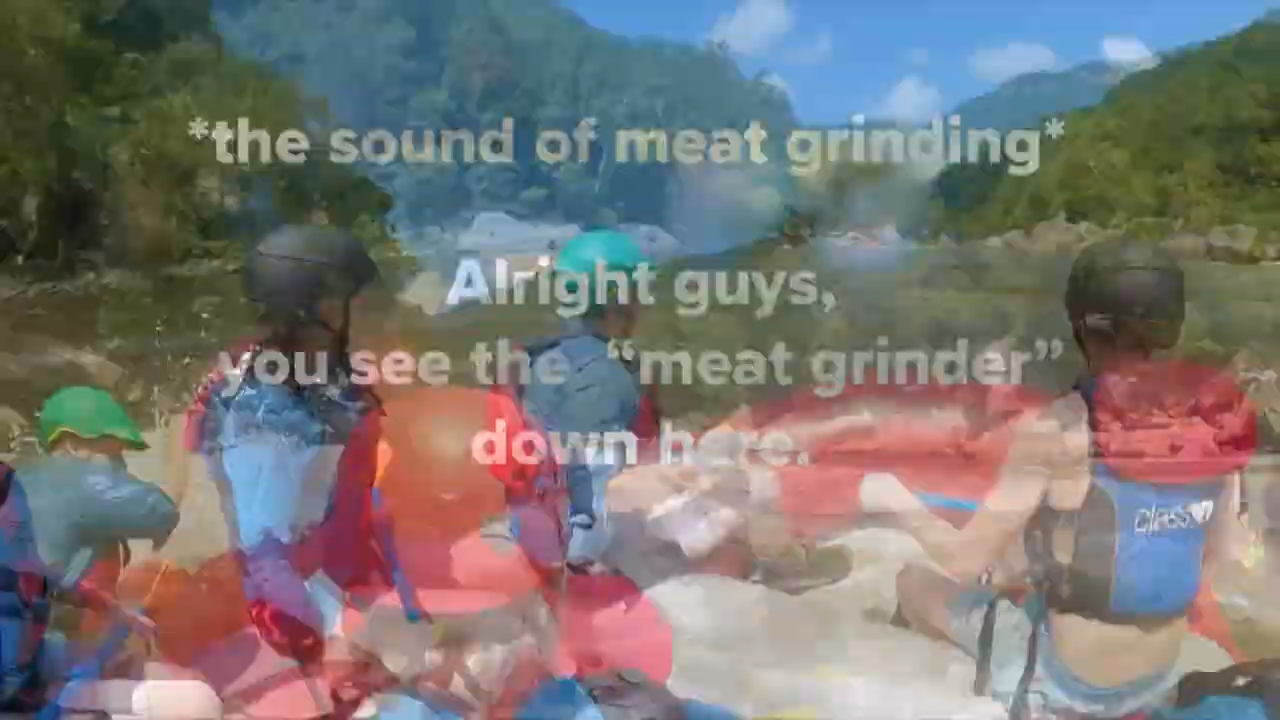 *the sound of meat grinding*
Alright guys,
you see the “meat grinder”
down here.